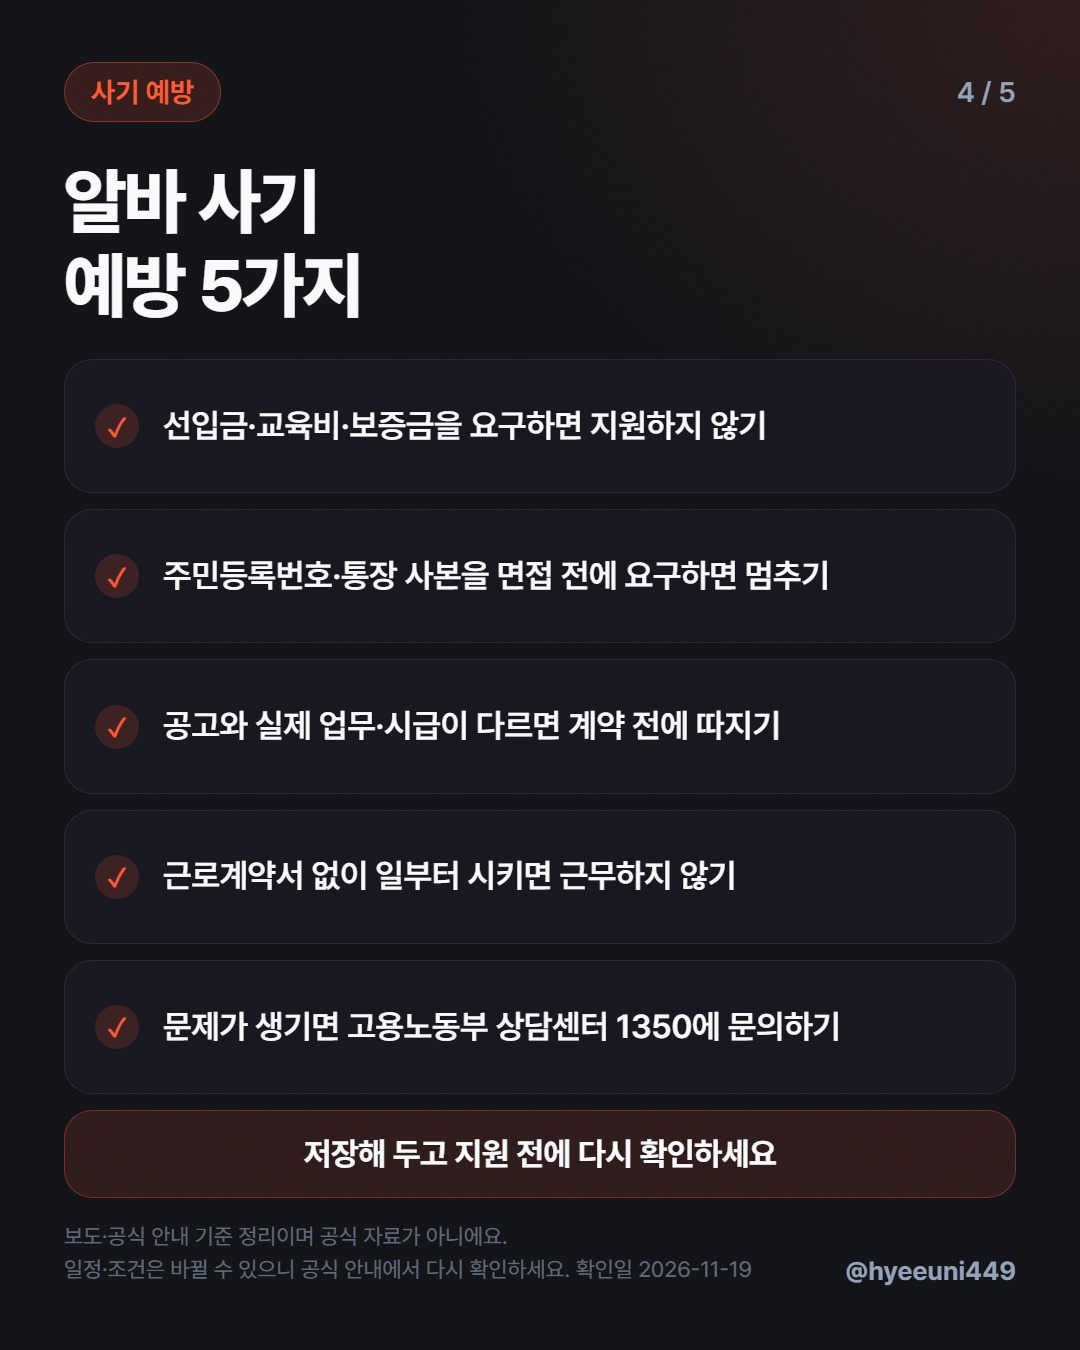 사기 예방
4 / 5
알바 사기
예방 5가지
✓ 선입금·교육비·보증금을 요구하면 지원하지 않기
✓ 주민등록번호·통장 사본을 면접 전에 요구하면 멈추기
✓ 공고와 실제 업무·시급이 다르면 계약 전에 따지기
✓ 근로계약서 없이 일부터 시키면 근무하지 않기
✓ 문제가 생기면 고용노동부 상담센터 1350에 문의하기
저장해 두고 지원 전에 다시 확인하세요
보도·공식 안내 기준 정리이며 공식 자료가 아니에요.
일정·조건은 바뀔 수 있으니 공식 안내에서 다시 확인하세요. 확인일 2026-11-19
@hyeeuni449